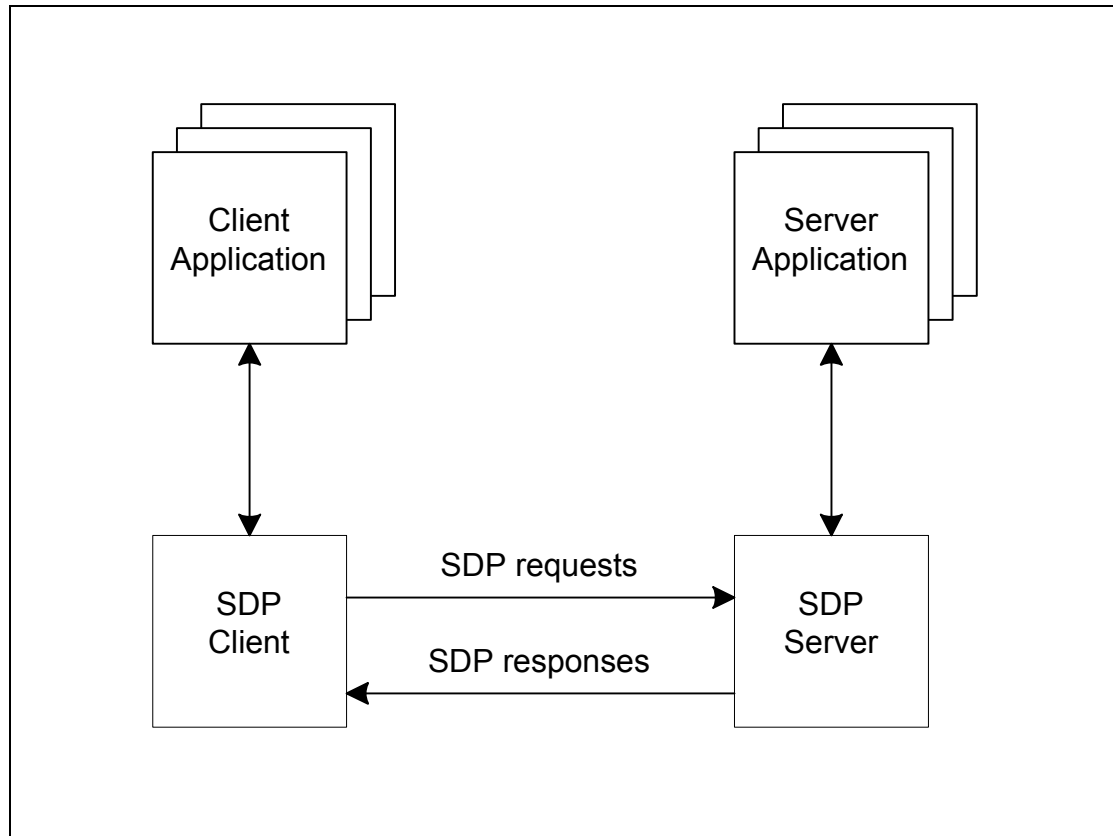 Client
Application
Server
Application
SDP requests
SDP
Client
SDP
Server
SDP responses